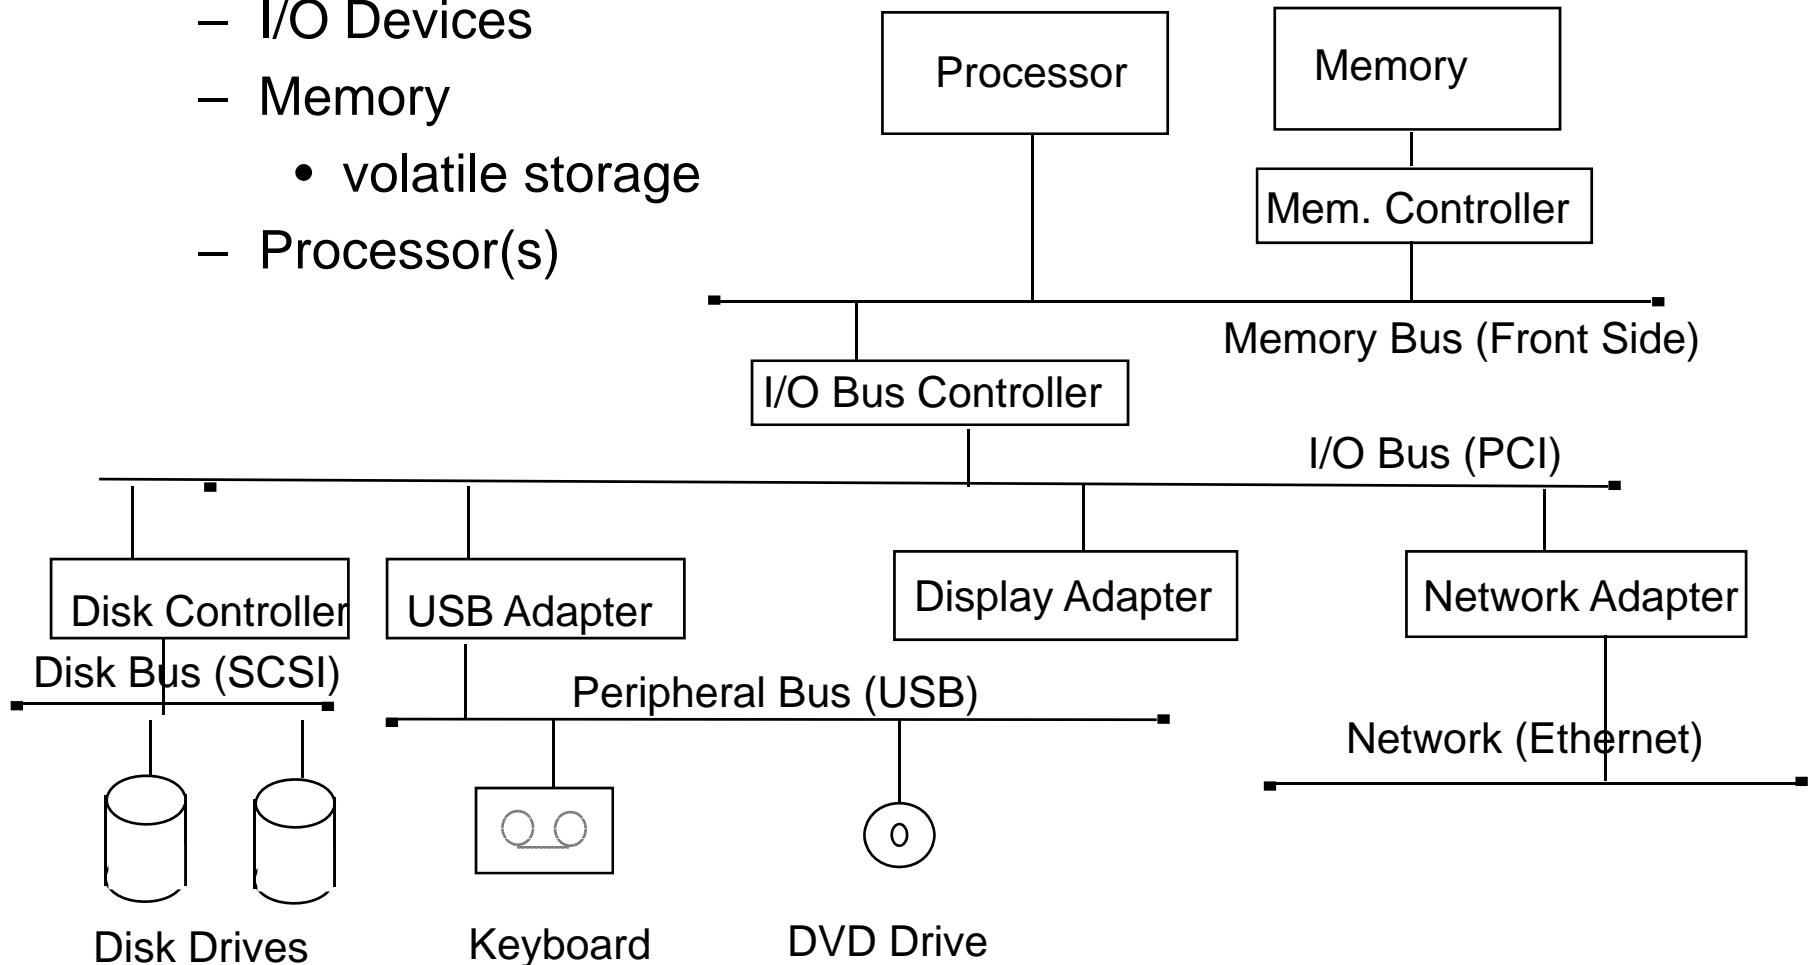 – I/O Devices
– Memory
• volatile storage
– Processor(s)
Processor
Memory
Mem. Controller
Memory Bus (Front Side)
I/O Bus Controller
I/O Bus (PCI)
Disk Controller
USB Adapter
Display Adapter
Network Adapter
Disk Bus (SCSI)
Peripheral Bus (USB)
Network (Ethernet)
Disk Drives
Keyboard
DVD Drive